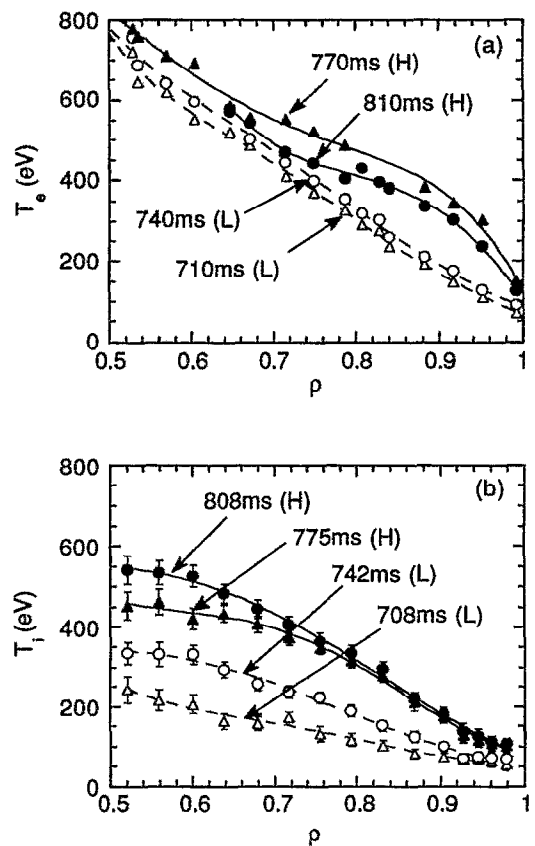 800
(a)
770ms (H)
600
810ms (H)
T_e (eV)
400
740ms (L)
200
710ms (L)
0
0.5 0.6 0.7 0.8 0.9 1
ρ
800
(b)
808ms (H)
600
775ms (H)
742ms (L)
T_i (eV)
400
708ms (L)
200
0
0.5 0.6 0.7 0.8 0.9 1
ρ